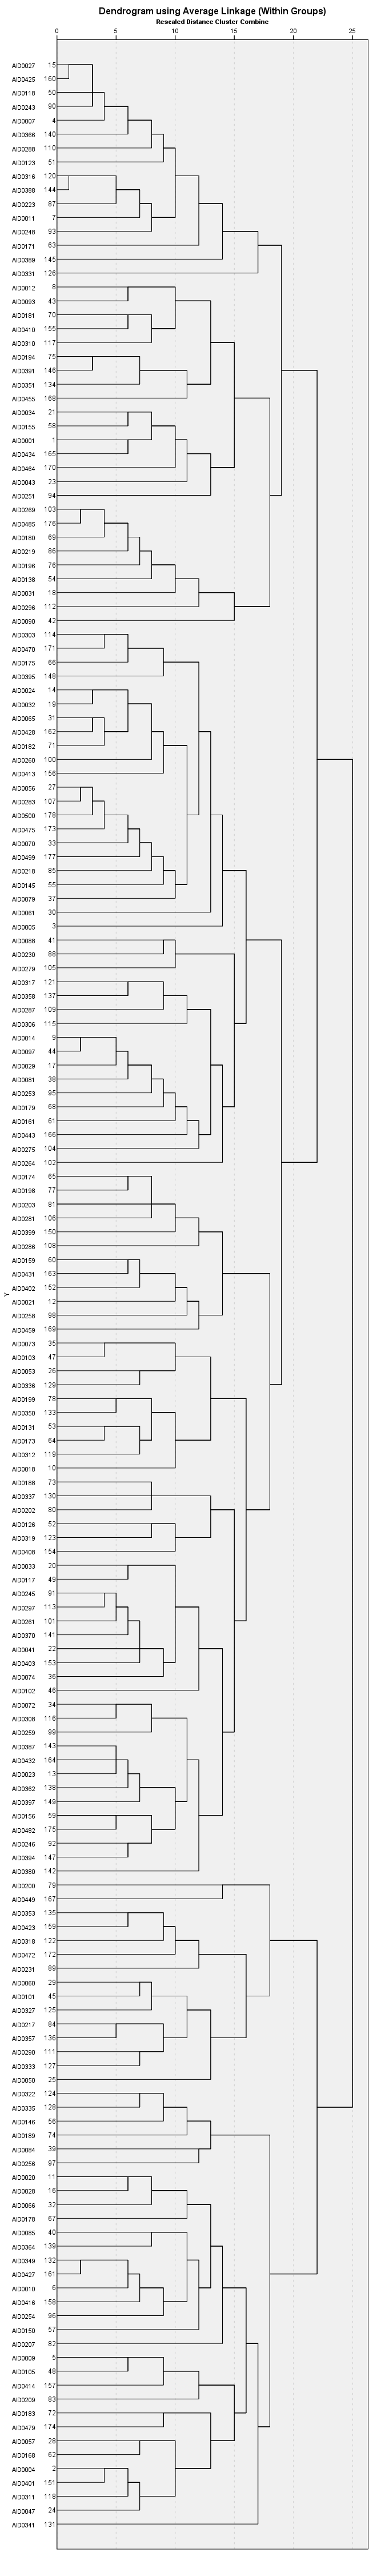 Dendrogram using Average Linkage (Within Groups)
Rescaled Distance Cluster Combine
0 5 10 15 20 25
AID0027 15
AID0425 160
AID0118 50
AID0243 90
AID0007 4
AID0366 140
AID0288 110
AID0123 51
AID0316 120
AID0388 144
AID0223 87
AID0011 7
AID0248 93
AID0171 63
AID0389 145
AID0331 126
AID0012 8
AID0093 43
AID0181 70
AID0410 155
AID0310 117
AID0194 75
AID0391 146
AID0351 134
AID0455 168
AID0034 21
AID0155 58
AID0001 1
AID0434 165
AID0464 170
AID0043 23
AID0251 94
AID0269 103
AID0485 176
AID0180 69
AID0219 86
AID0196 76
AID0138 54
AID0031 18
AID0296 112
AID0090 42
AID0303 114
AID0470 171
AID0175 66
AID0395 148
AID0024 14
AID0032 19
AID0065 31
AID0428 162
AID0182 71
AID0260 100
AID0413 156
AID0056 27
AID0283 107
AID0500 178
AID0475 173
AID0070 33
AID0499 177
AID0218 85
AID0145 55
AID0079 37
AID0061 30
AID0005 3
AID0088 41
AID0230 88
AID0279 105
AID0317 121
AID0358 137
AID0287 109
AID0306 115
AID0014 9
AID0097 44
AID0029 17
AID0081 38
AID0253 95
AID0179 68
AID0161 61
AID0443 166
AID0275 104
AID0264 102
AID0174 65
AID0198 77
AID0203 81
AID0281 106
AID0399 150
AID0286 108
AID0159 60
AID0431 163
AID0402 152
AID0021 12
AID0258 98
AID0459 169
AID0073 35
AID0103 47
AID0053 26
AID0336 129
AID0199 78
AID0350 133
AID0131 53
AID0173 64
AID0312 119
AID0018 10
AID0188 73
AID0337 130
AID0202 80
AID0126 52
AID0319 123
AID0408 154
AID0033 20
AID0117 49
AID0245 91
AID0297 113
AID0261 101
AID0370 141
AID0041 22
AID0403 153
AID0074 36
AID0102 46
AID0072 34
AID0308 116
AID0259 99
AID0387 143
AID0432 164
AID0023 13
AID0362 138
AID0397 149
AID0156 59
AID0482 175
AID0246 92
AID0394 147
AID0380 142
AID0200 79
AID0449 167
AID0353 135
AID0423 159
AID0318 122
AID0472 172
AID0231 89
AID0060 29
AID0101 45
AID0327 125
AID0217 84
AID0357 136
AID0290 111
AID0333 127
AID0050 25
AID0322 124
AID0335 128
AID0146 56
AID0189 74
AID0084 39
AID0256 97
AID0020 11
AID0028 16
AID0066 32
AID0178 67
AID0085 40
AID0364 139
AID0349 132
AID0427 161
AID0010 6
AID0416 158
AID0254 96
AID0150 57
AID0207 82
AID0009 5
AID0105 48
AID0414 157
AID0209 83
AID0183 72
AID0479 174
AID0057 28
AID0168 62
AID0004 2
AID0401 151
AID0311 118
AID0047 24
AID0341 131
Y